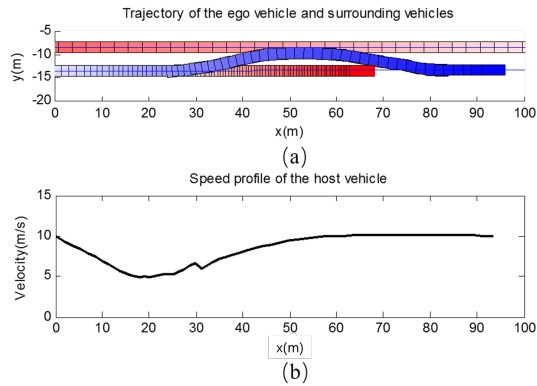 Trajectory of the ego vehicle and surrounding vehicles
y(m)
-5
-10
-15
-20
0 10 20 30 40 50 60 70 80 90 100
x(m)
(a)
Speed profile of the host vehicle
Velocity(m/s)
15
10
5
0
0 10 20 30 40 50 60 70 80 90 100
x(m)
(b)